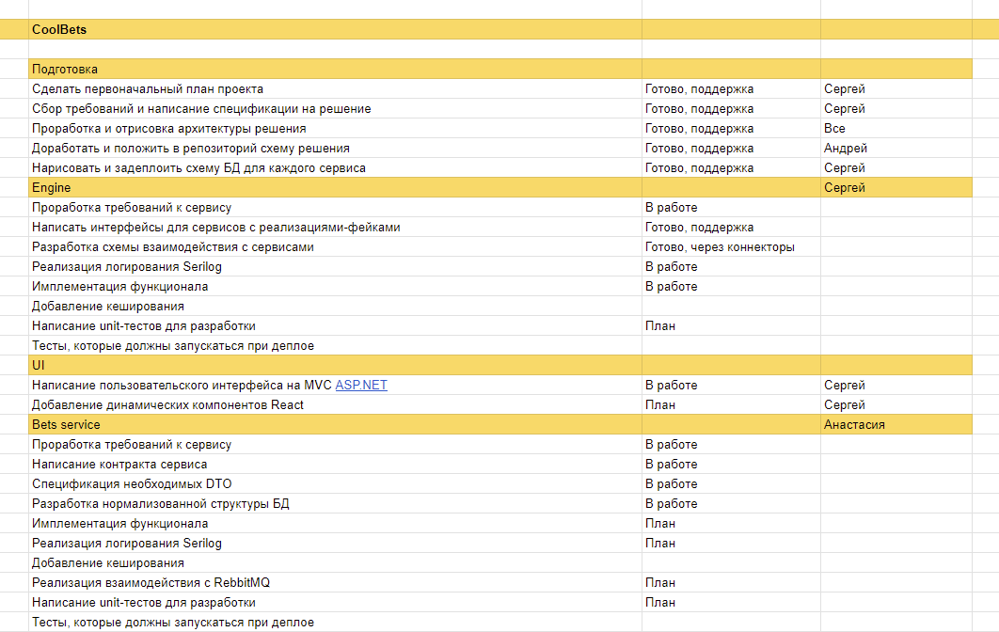 CoolBets
Подготовка
Сделать первоначальный план проекта Готово, поддержка Сергей
Сбор требований и написание спецификации на решение Готово, поддержка Сергей
Проработка и отрисовка архитектуры решения Готово, поддержка Все
Доработать и положить в репозиторий схему решения Готово, поддержка Андрей
Нарисовать и задеплоить схему БД для каждого сервиса Готово, поддержка Сергей
Engine Сергей
Проработка требований к сервису В работе
Написать интерфейсы для сервисов с реализациями-фейками Готово, поддержка
Разработка схемы взаимодействия с сервисами Готово, через коннекторы
Реализация логирования Serilog В работе
Имплементация функционала В работе
Добавление кеширования
Написание unit-тестов для разработки План
Тесты, которые должны запускаться при деплое
UI
Написание пользовательского интерфейса на MVC ASP.NET В работе Сергей
Добавление динамических компонентов React План Сергей
Bets service Анастасия
Проработка требований к сервису В работе
Написание контракта сервиса В работе
Спецификация необходимых DTO В работе
Разработка нормализованной структуры БД В работе
Имплементация функционала План
Реализация логирования Serilog План
Добавление кеширования
Реализация взаимодействия с RebbitMQ План
Написание unit-тестов для разработки План
Тесты, которые должны запускаться при деплое